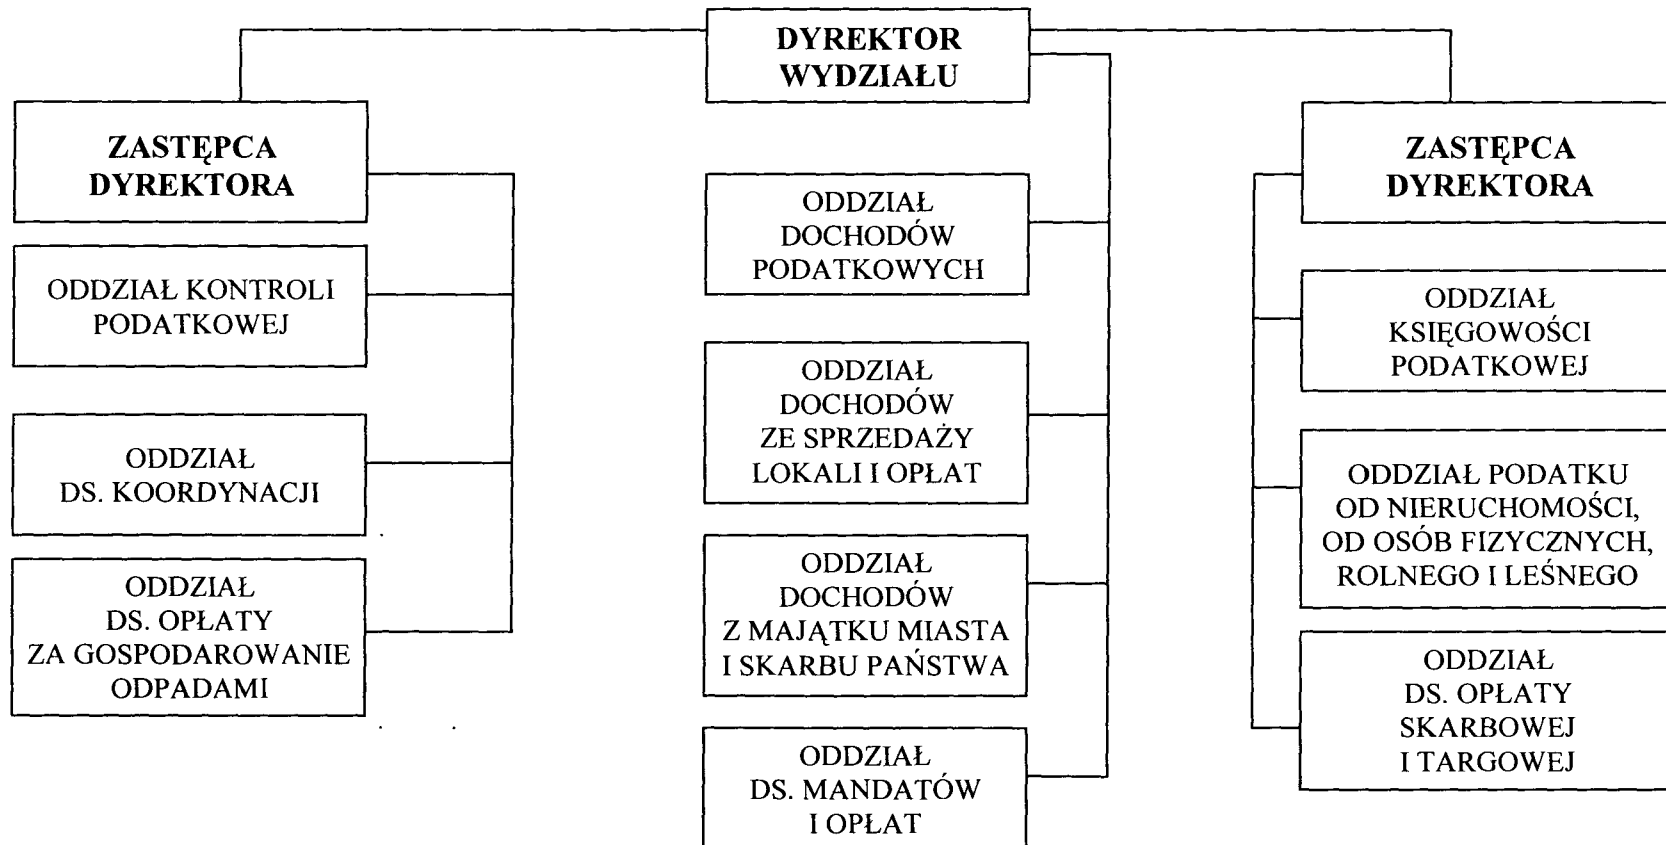 DYREKTOR
WYDZIAŁU
ZASTĘPCA
DYREKTORA
ODDZIAŁ KONTROLI
PODATKOWEJ
ODDZIAŁ
DS. KOORDYNACJI
ODDZIAŁ
DS. OPŁATY
ZA GOSPODAROWANIE
ODPADAMI
ODDZIAŁ
DOCHODÓW
PODATKOWYCH
ODDZIAŁ
DOCHODÓW
ZE SPRZEDAŻY
LOKALI I OPŁAT
ODDZIAŁ
DOCHODÓW
Z MAJĄTKU MIASTA
I SKARBU PAŃSTWA
ODDZIAŁ
DS. MANDATÓW
I OPŁAT
ZASTĘPCA
DYREKTORA
ODDZIAŁ
KSIĘGOWOŚCI
PODATKOWEJ
ODDZIAŁ PODATKU
OD NIERUCHOMOŚCI,
OD OSÓB FIZYCZNYCH,
ROLNEGO I LEŚNEGO
ODDZIAŁ
DS. OPŁATY
SKARBOWEJ
I TARGOWEJ